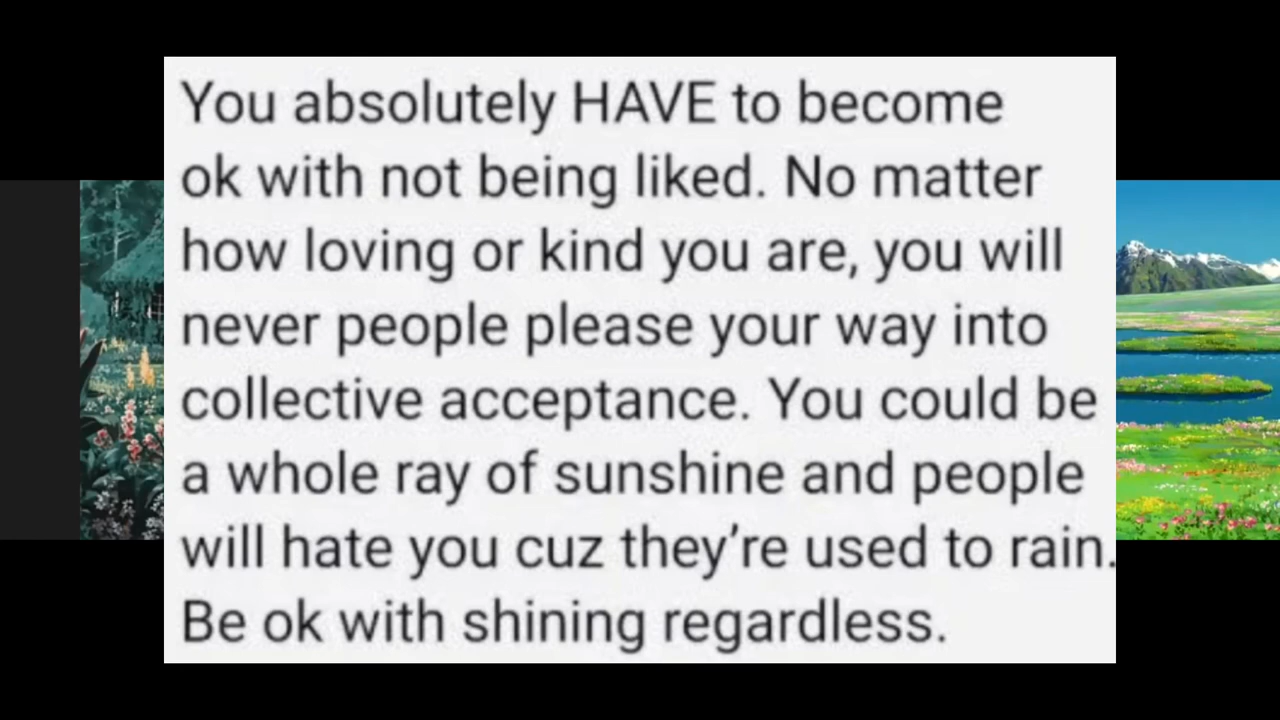 You absolutely HAVE to become
ok with not being liked. No matter
how loving or kind you are, you will
never people please your way into
collective acceptance. You could be
a whole ray of sunshine and people
will hate you cuz they’re used to rain.
Be ok with shining regardless.